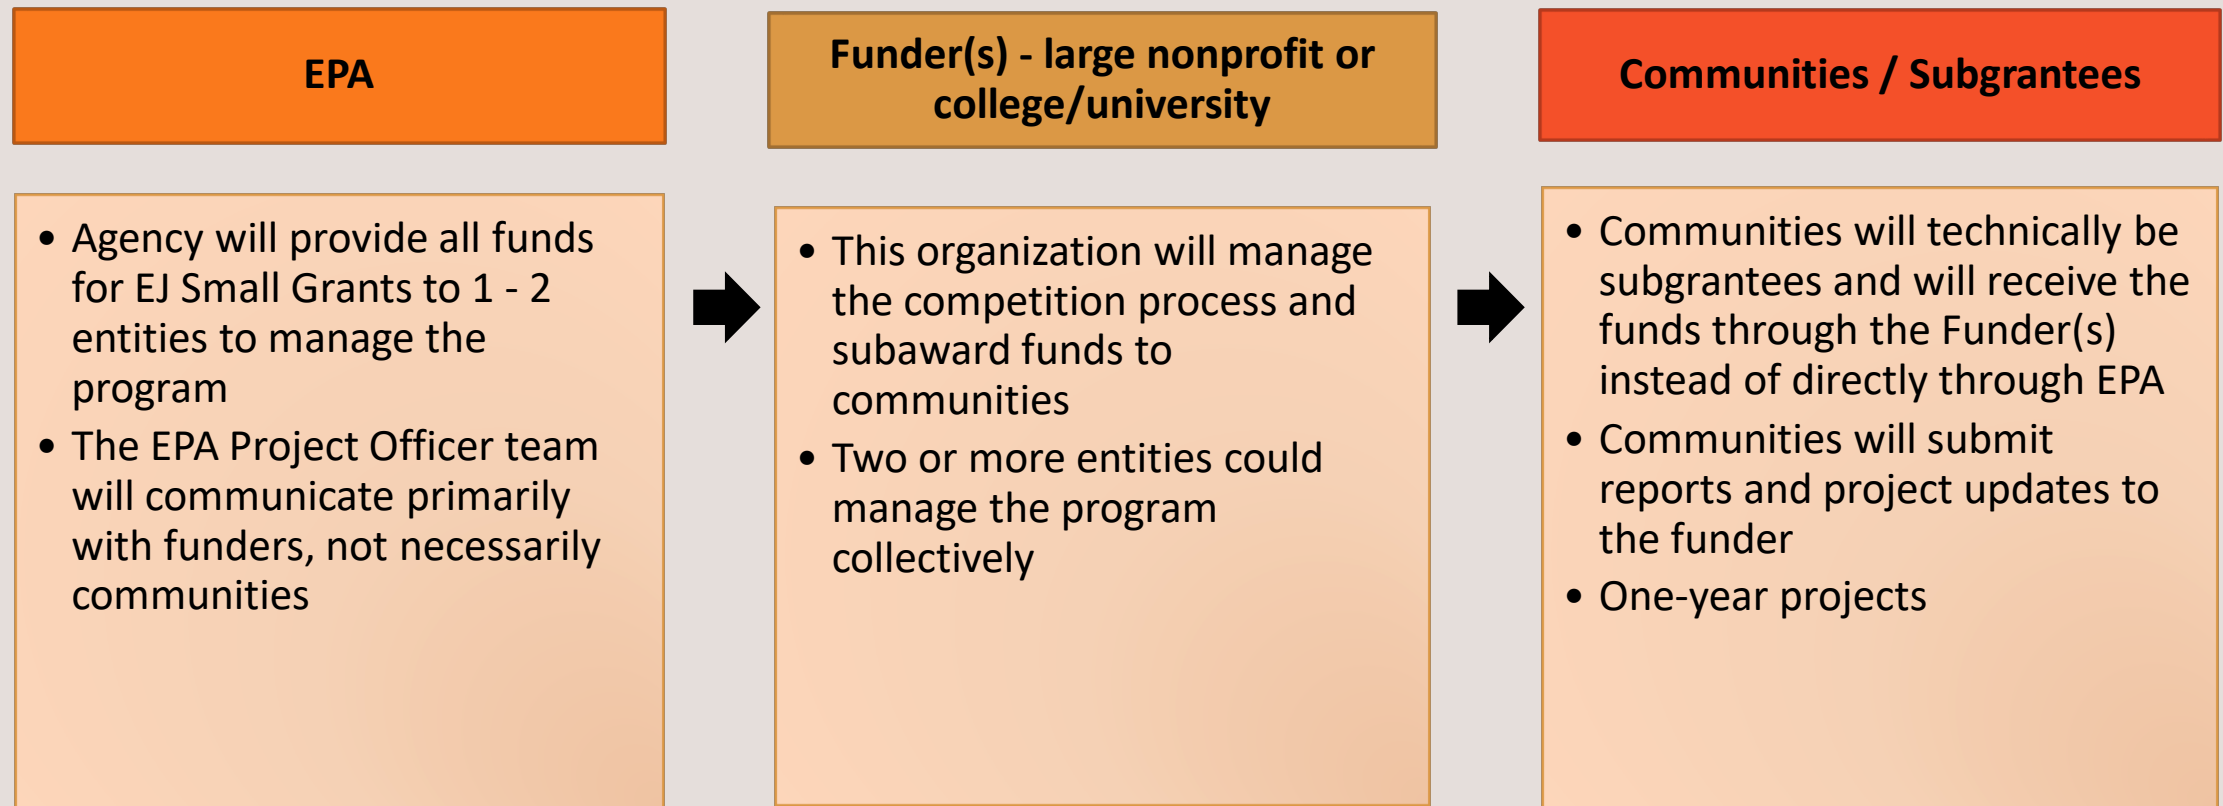 EPA
• Agency will provide all funds
for EJ Small Grants to 1 - 2
entities to manage the
program
• The EPA Project Officer team
will communicate primarily
with funders, not necessarily
communities
Funder(s) - large nonprofit or
college/university
• This organization will manage
the competition process and
subaward funds to
communities
• Two or more entities could
manage the program
collectively
Communities / Subgrantees
• Communities will technically be
subgrantees and will receive the
funds through the Funder(s)
instead of directly through EPA
• Communities will submit
reports and project updates to
the funder
• One-year projects